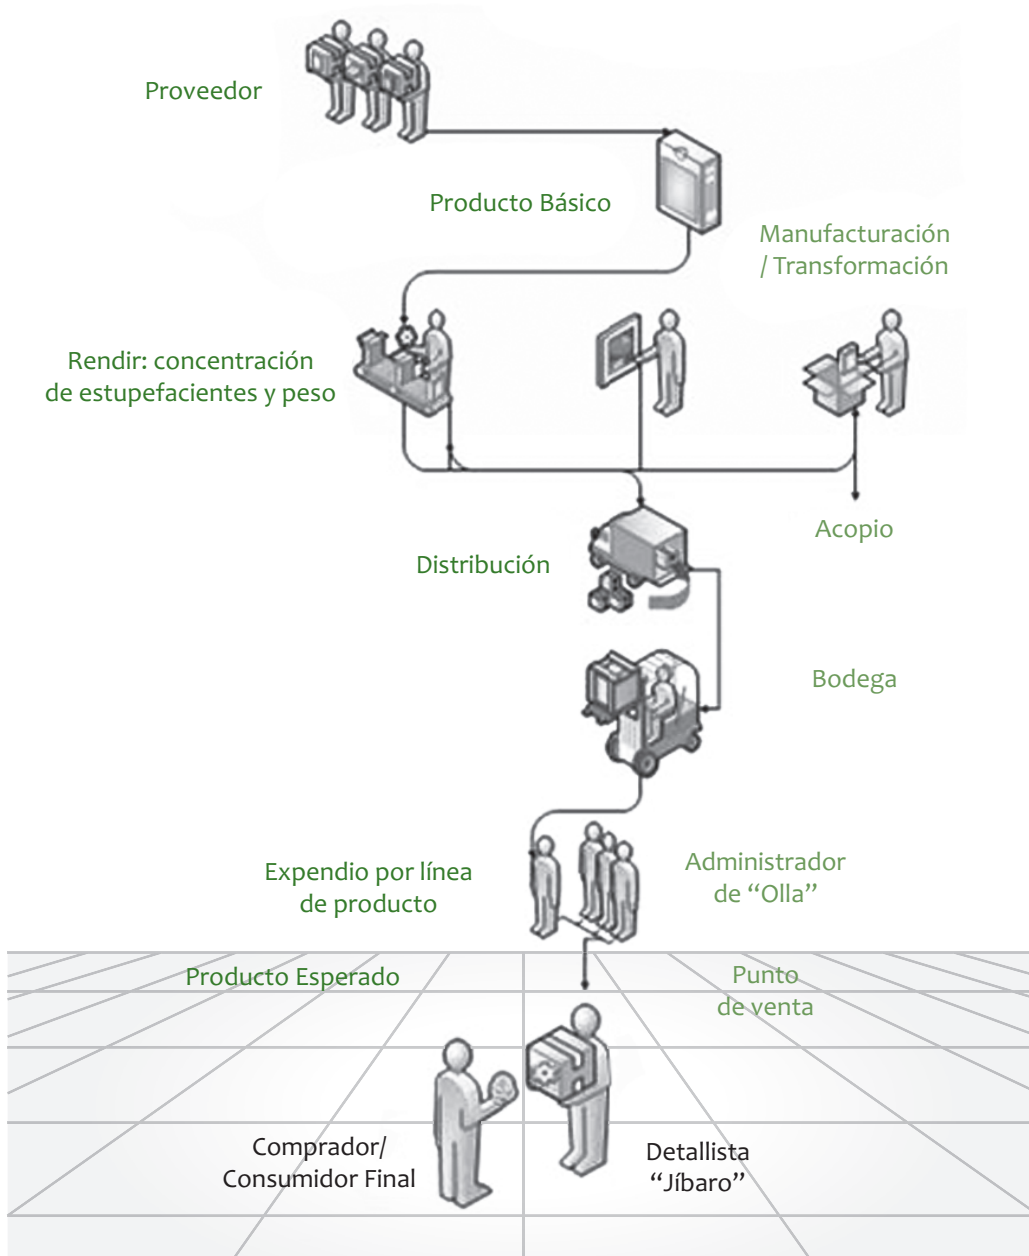 Proveedor
Producto Básico
Manufacturación
/ Transformación
Rendir: concentración
de estupefacientes y peso
Acopio
Distribución
Bodega
Expendio por línea
de producto
Administrador
de “Olla”
Producto Esperado
Punto
de venta
Comprador/
Consumidor Final
Detallista
“Jíbaro”